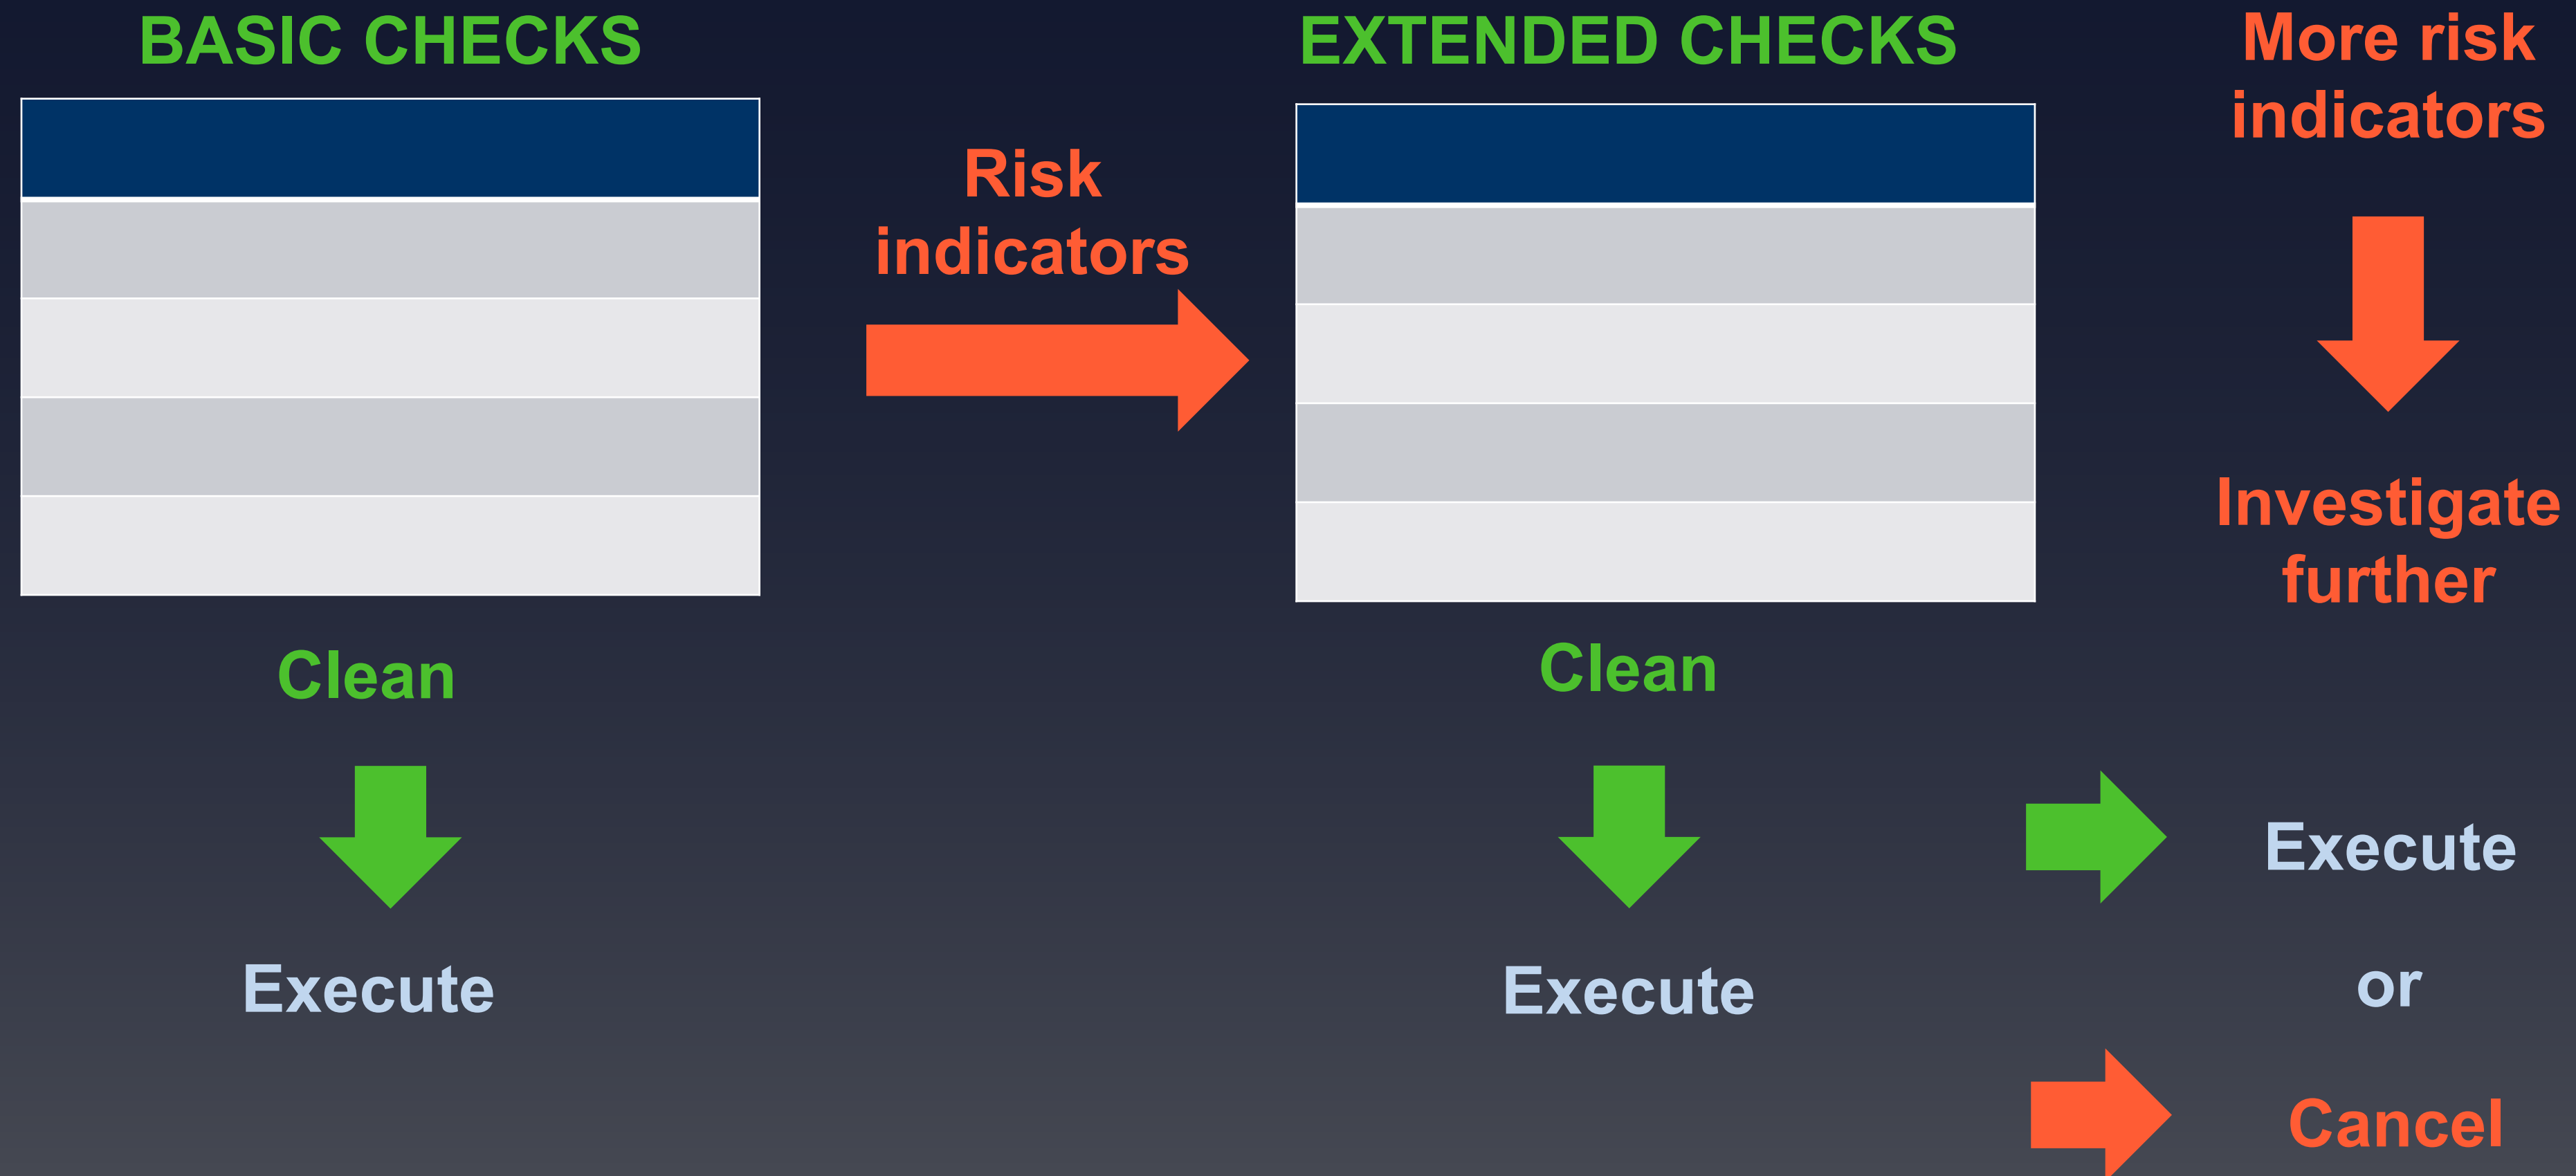 BASIC CHECKS
Risk
indicators
Clean
Execute
EXTENDED CHECKS
Clean
Execute
More risk
indicators
Investigate
further
Execute
or
Cancel